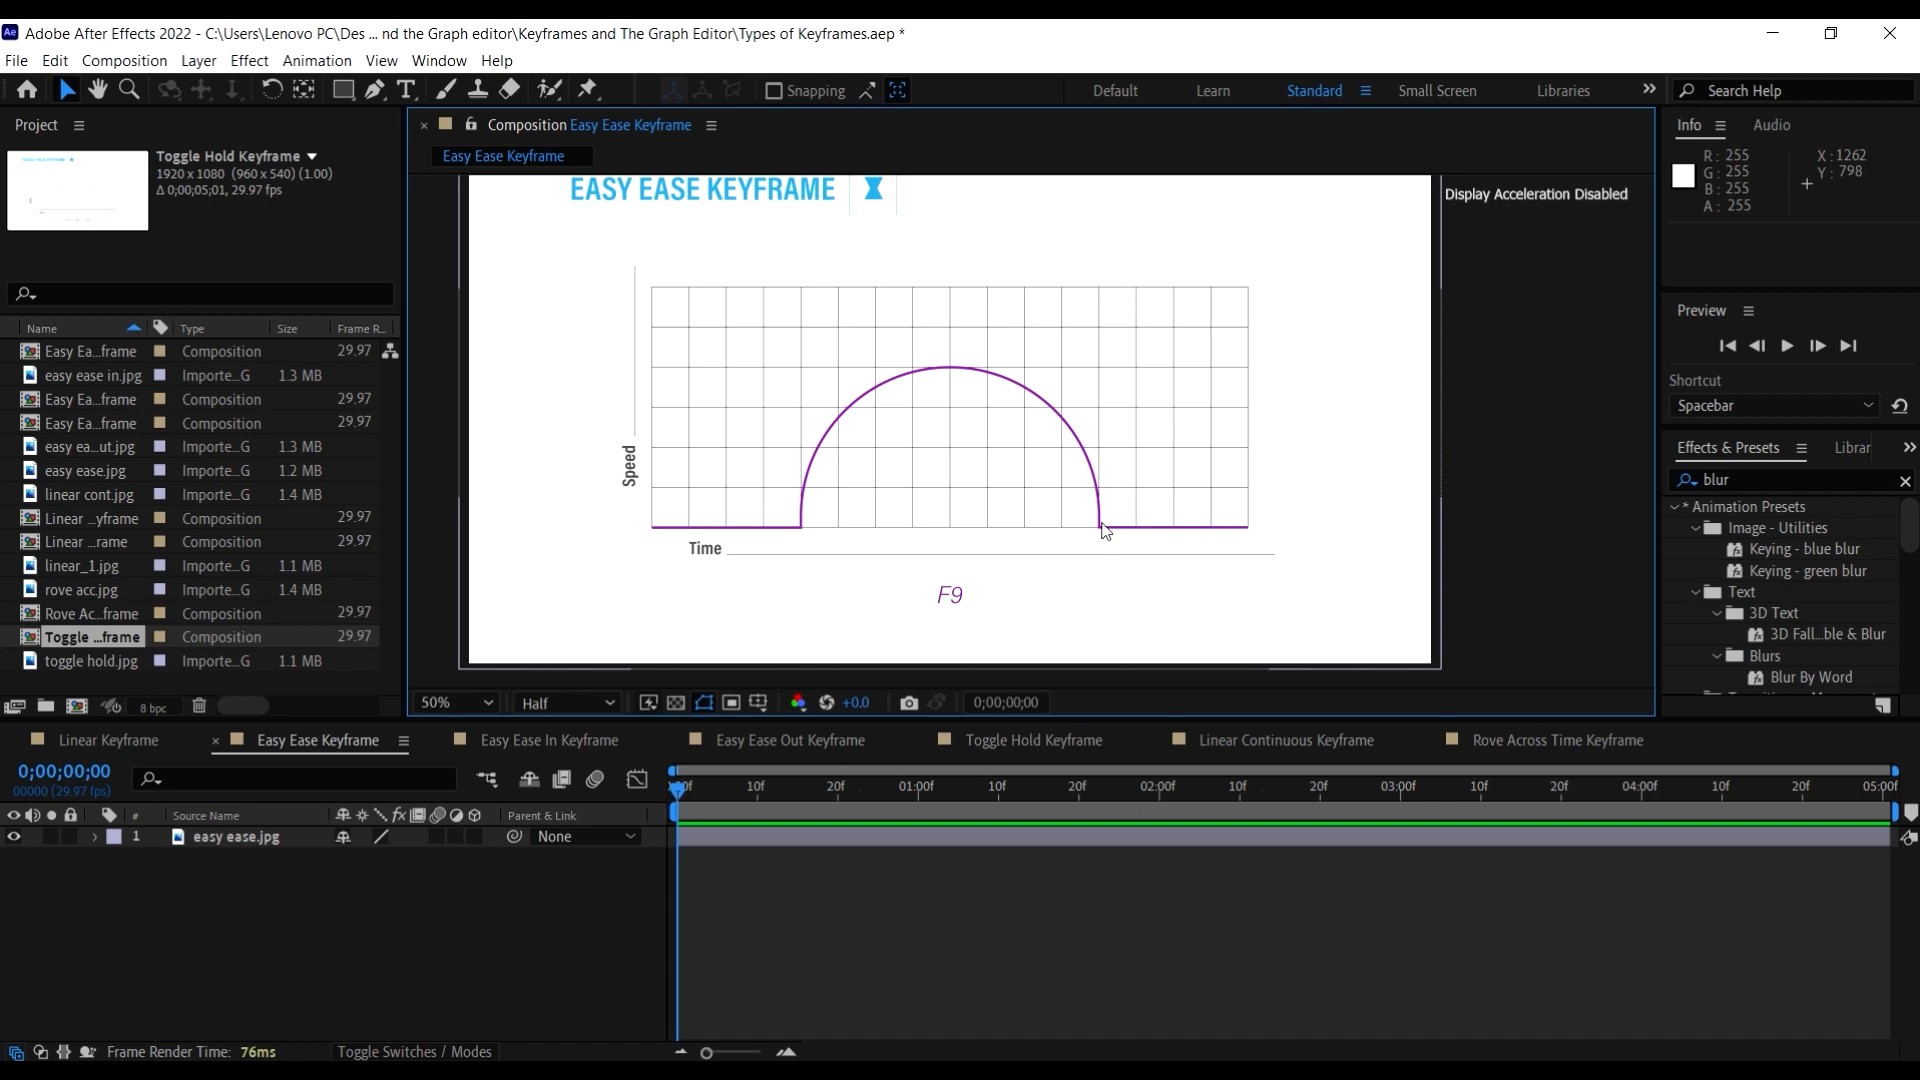 Ae Adobe After Effects 2022 - C:\Users\Lenovo PC\Des ... nd the Graph editor\Keyframes and The Graph Editor\Types of Keyframes.aep *
File Edit Composition Layer Effect Animation View Window Help
Snapping Default Learn Standard Small Screen Libraries Search Help
Project
Toggle Hold Keyframe
1920 x 1080 (960 x 540) (1.00)
Δ 0;00;05;01, 29.97 fps
Name Type Size Frame R...
Easy Ea...frame Composition 29.97
easy ease in.jpg Importe...G 1.3 MB
Easy Ea...frame Composition 29.97
Easy Ea...frame Composition 29.97
easy ea...ut.jpg Importe...G 1.3 MB
easy ease.jpg Importe...G 1.2 MB
linear cont.jpg Importe...G 1.4 MB
Linear ...yframe Composition 29.97
Linear ...rame Composition 29.97
linear_1.jpg Importe...G 1.1 MB
rove acc.jpg Importe...G 1.4 MB
Rove Ac...frame Composition 29.97
Toggle ...frame Composition 29.97
toggle hold.jpg Importe...G 1.1 MB
8 bpc
Composition Easy Ease Keyframe
Easy Ease Keyframe
EASY EASE KEYFRAME
Display Acceleration Disabled
Speed
Time
F9
50% Half +0.0 0;00;00;00
Info Audio
R: 255 X:1262
G: 255 Y: 798
B: 255
A: 255
Preview
Shortcut
Spacebar
Effects & Presets Librar
blur
* Animation Presets
Image - Utilities
Keying - blue blur
Keying - green blur
Text
3D Text
3D Fall...ble & Blur
Blurs
Blur By Word
Linear Keyframe Easy Ease Keyframe Easy Ease In Keyframe Easy Ease Out Keyframe Toggle Hold Keyframe Linear Continuous Keyframe Rove Across Time Keyframe
0;00;00;00
00000 (29.97 fps)
10f 20f 01:00f 10f 20f 02:00f 10f 20f 03:00f 10f 20f 04:00f 10f 20f 05:00f
# Source Name fx Parent & Link
1 easy ease.jpg None
Frame Render Time: 76ms Toggle Switches / Modes